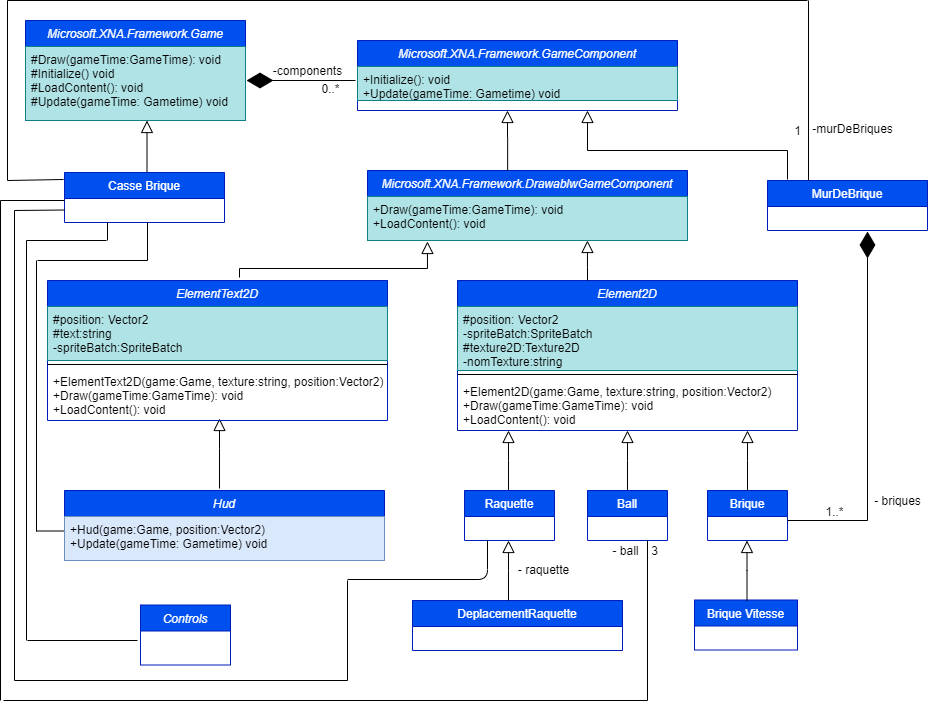 Microsoft.XNA.Framework.Game
#Draw(gameTime:GameTime): void
#Initialize() void
#LoadContent(): void
#Update(gameTime: Gametime) void
-components
0..*
Microsoft.XNA.Framework.GameComponent
+Initialize(): void
+Update(gameTime: Gametime) void
1
-murDeBriques
Casse Brique
Microsoft.XNA.Framework.DrawablwGameComponent
+Draw(gameTime:GameTime): void
+LoadContent(): void
MurDeBrique
ElementText2D
#position: Vector2
#text:string
-spriteBatch:SpriteBatch
+ElementText2D(game:Game, texture:string, position:Vector2)
+Draw(gameTime:GameTime): void
+LoadContent(): void
Element2D
#position: Vector2
-spriteBatch:SpriteBatch
#texture2D:Texture2D
-nomTexture:string
+Element2D(game:Game, texture:string, position:Vector2)
+Draw(gameTime:GameTime): void
+LoadContent(): void
Hud
+Hud(game:Game, position:Vector2)
+Update(gameTime: Gametime) void
Raquette
Ball
Brique
1..*
- briques
- ball
3
- raquette
Controls
DeplacementRaquette
Brique Vitesse